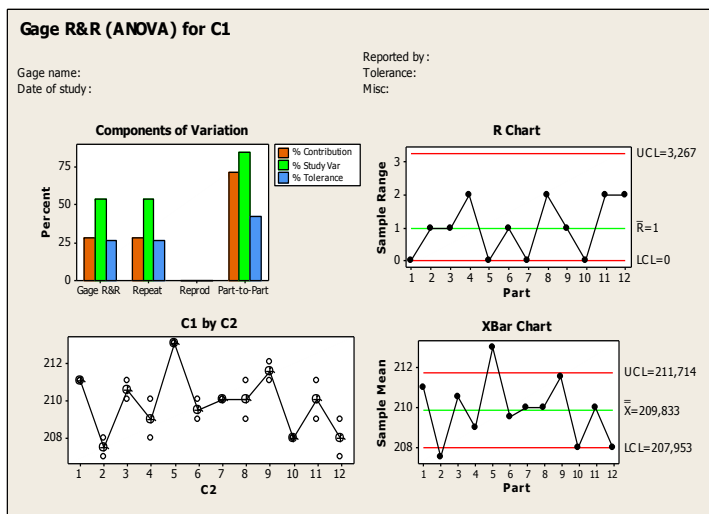 Gage R&R (ANOVA) for C1
Reported by :
Gage name:
Tolerance:
Date of study :
Misc:
Components of Variation
% Contribution
% Study Var
% Tolerance
Percent
75
50
25
0
Gage R&R Repeat Reprod Part-to-Part
R Chart
Sample Range
3
2
1
0
UCL=3,267
R=1
LCL=0
1 2 3 4 5 6 7 8 9 10 11 12
Part
C1 by C2
212
210
208
1 2 3 4 5 6 7 8 9 10 11 12
C2
XBar Chart
Sample Mean
212
210
208
UCL=211,714
X=209,833
LCL=207,953
1 2 3 4 5 6 7 8 9 10 11 12
Part